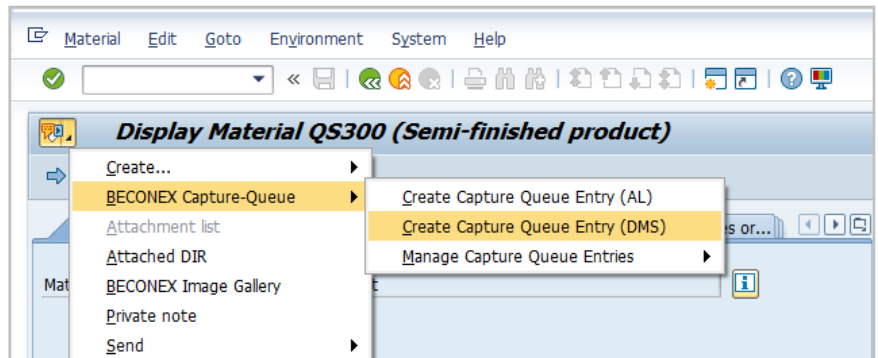 Material Edit Goto Environment System Help
Display Material QS300 (Semi-finished product)
Create...
BECONEX Capture-Queue
Create Capture Queue Entry (AL)
Attachment list
Create Capture Queue Entry (DMS)
s or...
Attached DIR
Manage Capture Queue Entries
Mat
BECONEX Image Gallery
t
Private note
Send